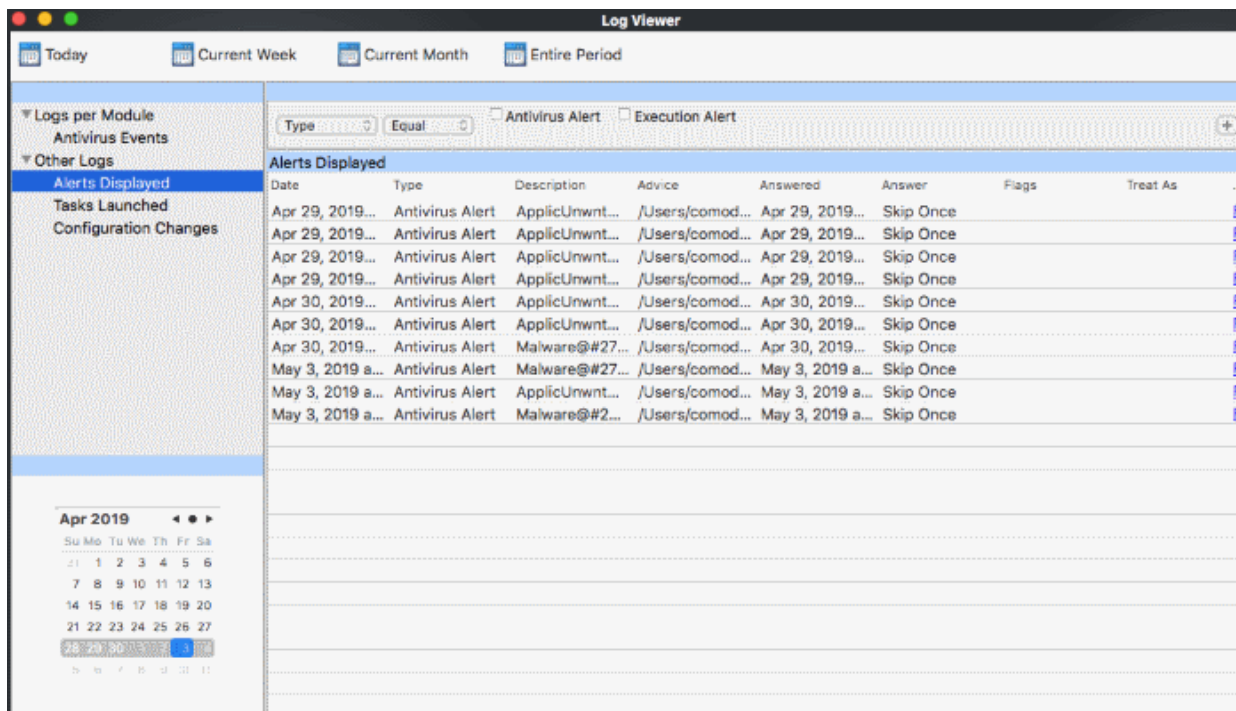 Log Viewer
Today Current Week Current Month Entire Period
Logs per Module
Antivirus Events
Other Logs
Alerts Displayed
Tasks Launched
Configuration Changes
Type Equal Antivirus Alert Execution Alert
Alerts Displayed
Date Type Description Advice Answered Answer Flags Treat As
Apr 29, 2019... Antivirus Alert ApplicUnwnt... /Users/comod... Apr 29, 2019... Skip Once
Apr 29, 2019... Antivirus Alert ApplicUnwnt... /Users/comod... Apr 29, 2019... Skip Once
Apr 29, 2019... Antivirus Alert ApplicUnwnt... /Users/comod... Apr 29, 2019... Skip Once
Apr 29, 2019... Antivirus Alert ApplicUnwnt... /Users/comod... Apr 29, 2019... Skip Once
Apr 30, 2019... Antivirus Alert ApplicUnwnt... /Users/comod... Apr 30, 2019... Skip Once
Apr 30, 2019... Antivirus Alert ApplicUnwnt... /Users/comod... Apr 30, 2019... Skip Once
Apr 30, 2019... Antivirus Alert Malware@#27... /Users/comod... Apr 30, 2019... Skip Once
May 3, 2019 a... Antivirus Alert Malware@#27... /Users/comod... May 3, 2019 a... Skip Once
May 3, 2019 a... Antivirus Alert ApplicUnwnt... /Users/comod... May 3, 2019 a... Skip Once
May 3, 2019 a... Antivirus Alert Malware@#2... /Users/comod... May 3, 2019 a... Skip Once
Apr 2019
Su Mo Tu We Th Fr Sa
31 1 2 3 4 5 6
7 8 9 10 11 12 13
14 15 16 17 18 19 20
21 22 23 24 25 26 27
28 29 30 1 2 3 4